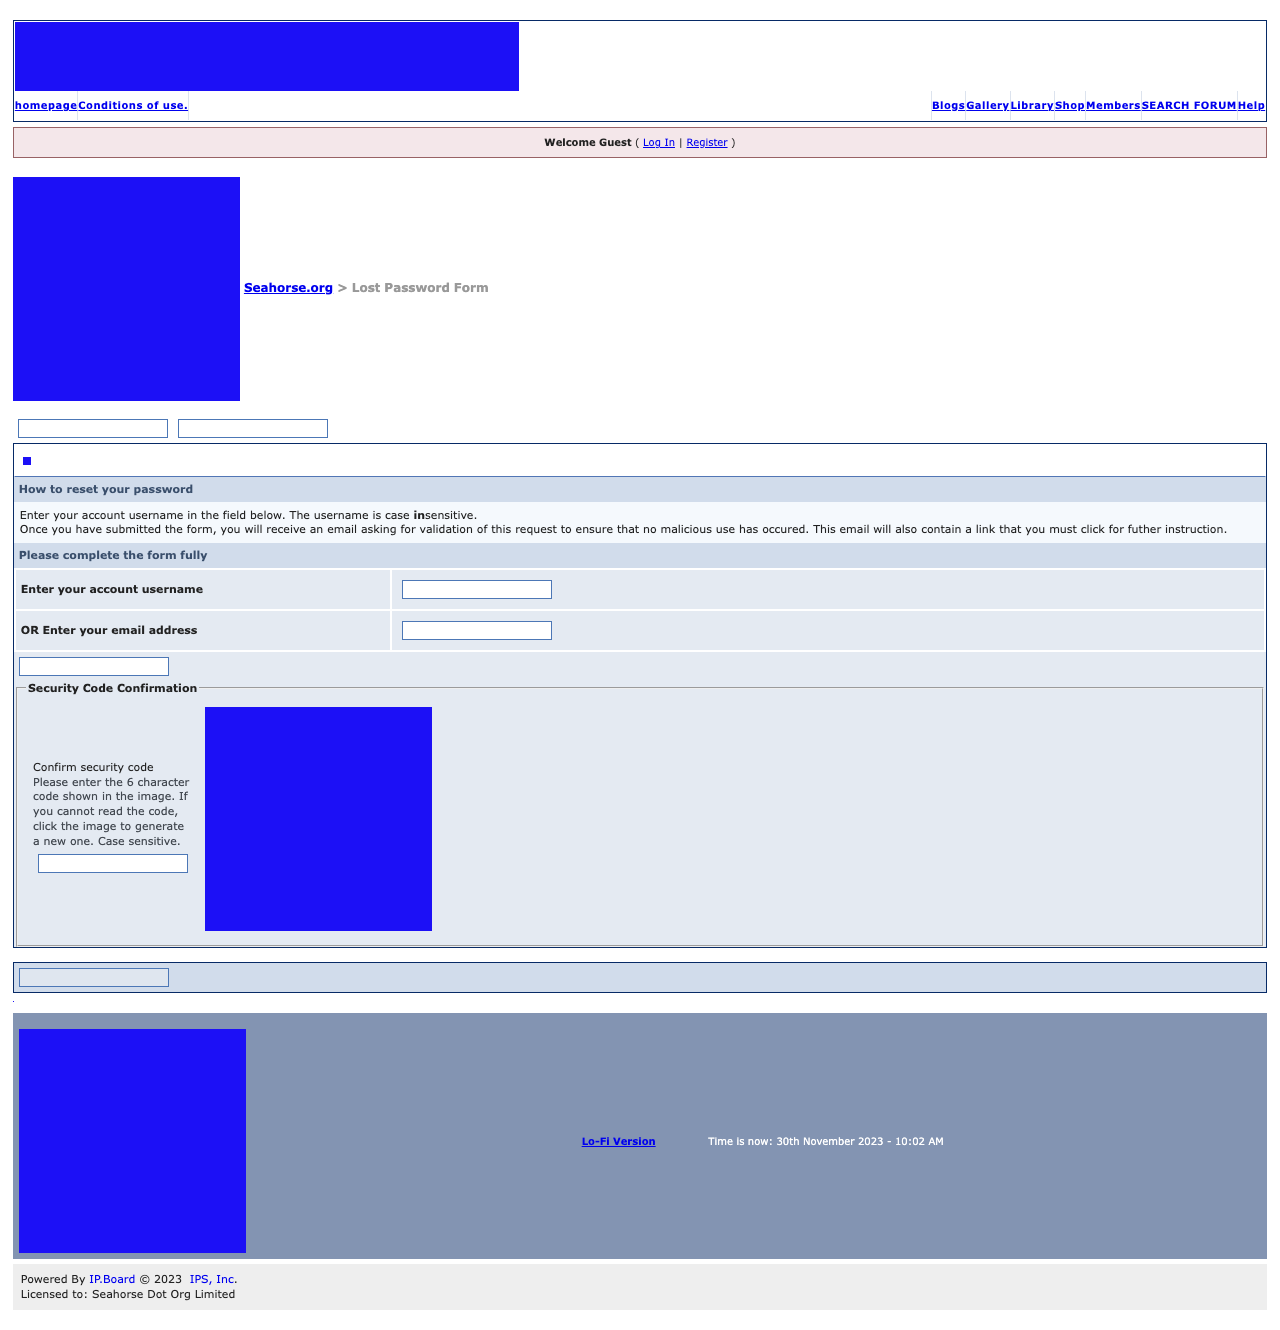 homepage Conditions of use. Blogs Gallery Library Shop Members SEARCH FORUM Help
Welcome Guest ( Log In | Register )
Seahorse.org > Lost Password Form
How to reset your password
Enter your account username in the field below. The username is case insensitive.
Once you have submitted the form, you will receive an email asking for validation of this request to ensure that no malicious use has occured. This email will also contain a link that you must click for futher instruction.
Please complete the form fully
Enter your account username
OR Enter your email address
Security Code Confirmation
Confirm security code
Please enter the 6 character
code shown in the image. If
you cannot read the code,
click the image to generate
a new one. Case sensitive.
Lo-Fi Version Time is now: 30th November 2023 - 10:02 AM
Powered By IP.Board © 2023 IPS, Inc.
Licensed to: Seahorse Dot Org Limited